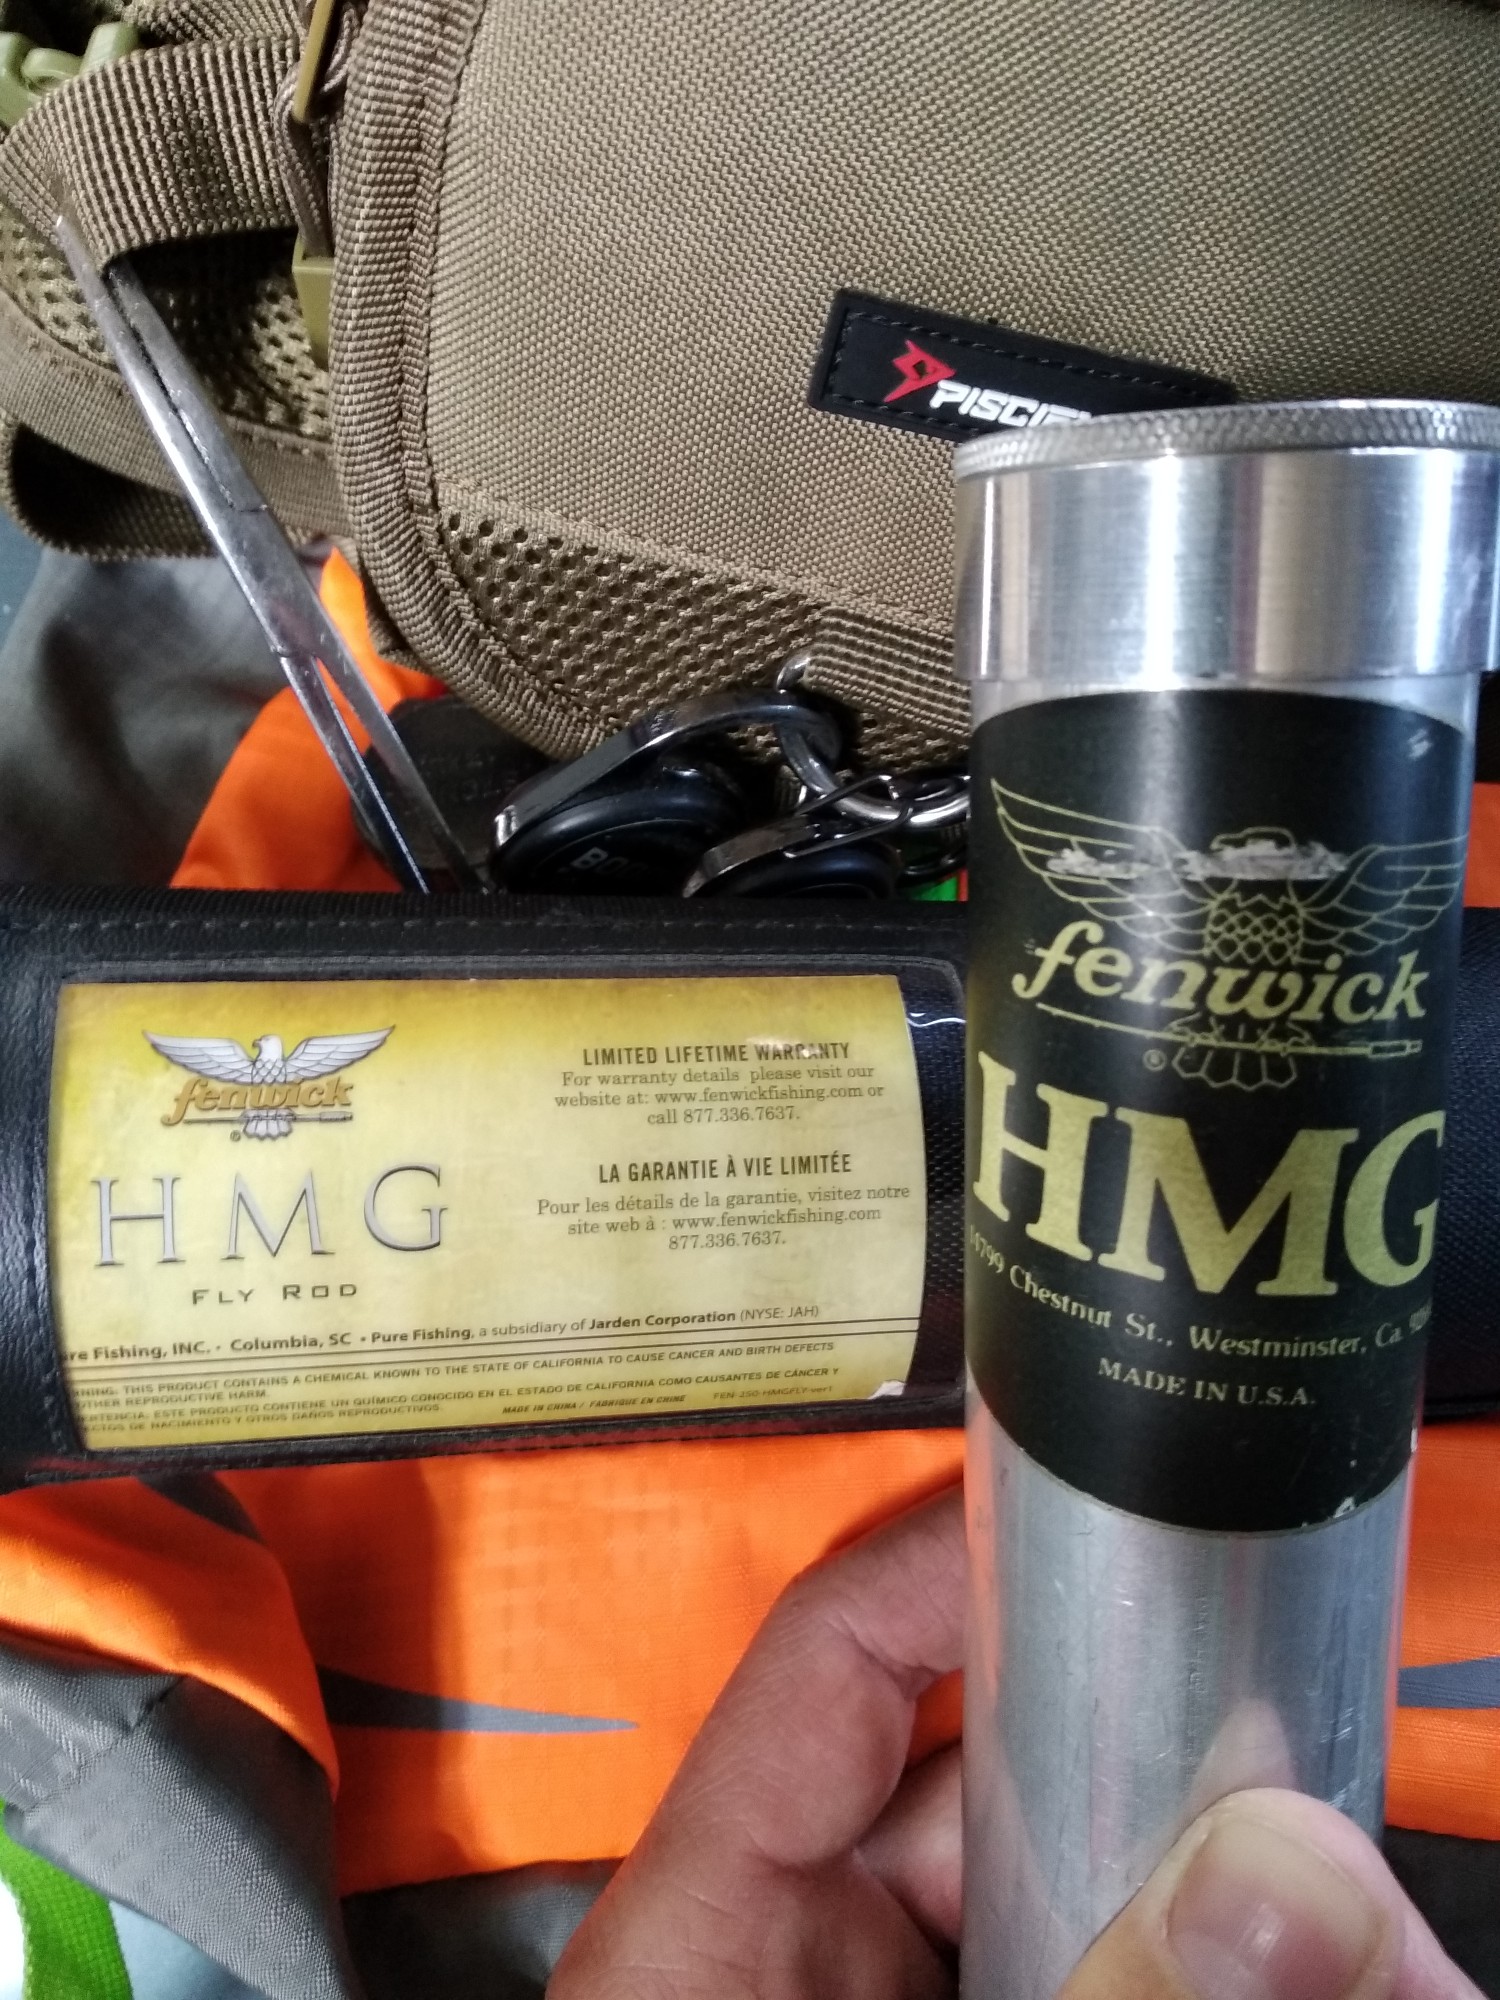 fenwick
®
HMG
FLY ROD
LIMITED LIFETIME WARRANTY
For warranty details please visit our
website at: www.fenwickfishing.com or
call 877.336.7637.
LA GARANTIE À VIE LIMITÉE
Pour les détails de la garantie, visitez notre
site web à : www.fenwickfishing.com
877.336.7637.
Fishing, INC. • Columbia, SC • Pure Fishing, a subsidiary of Jarden Corporation (NYSE: JAH)
THIS PRODUCT CONTAINS A CHEMICAL KNOWN TO THE STATE OF CALIFORNIA TO CAUSE CANCER AND BIRTH DEFECTS
OTHER REPRODUCTIVE HARM.
ESTE PRODUCTO CONTIENE UN QUÍMICO CONOCIDO EN EL ESTADO DE CALIFORNIA COMO CAUSANTES DE CÁNCER Y
DE NACIMIENTO Y OTROS DAÑOS REPRODUCTIVOS.
MADE IN CHINA / FABRIQUÉ EN CHINE
FEN-250-HMGFLY-ver1
fenwick
®
HMG
14799 Chestnut St., Westminster, Ca.
MADE IN U.S.A.